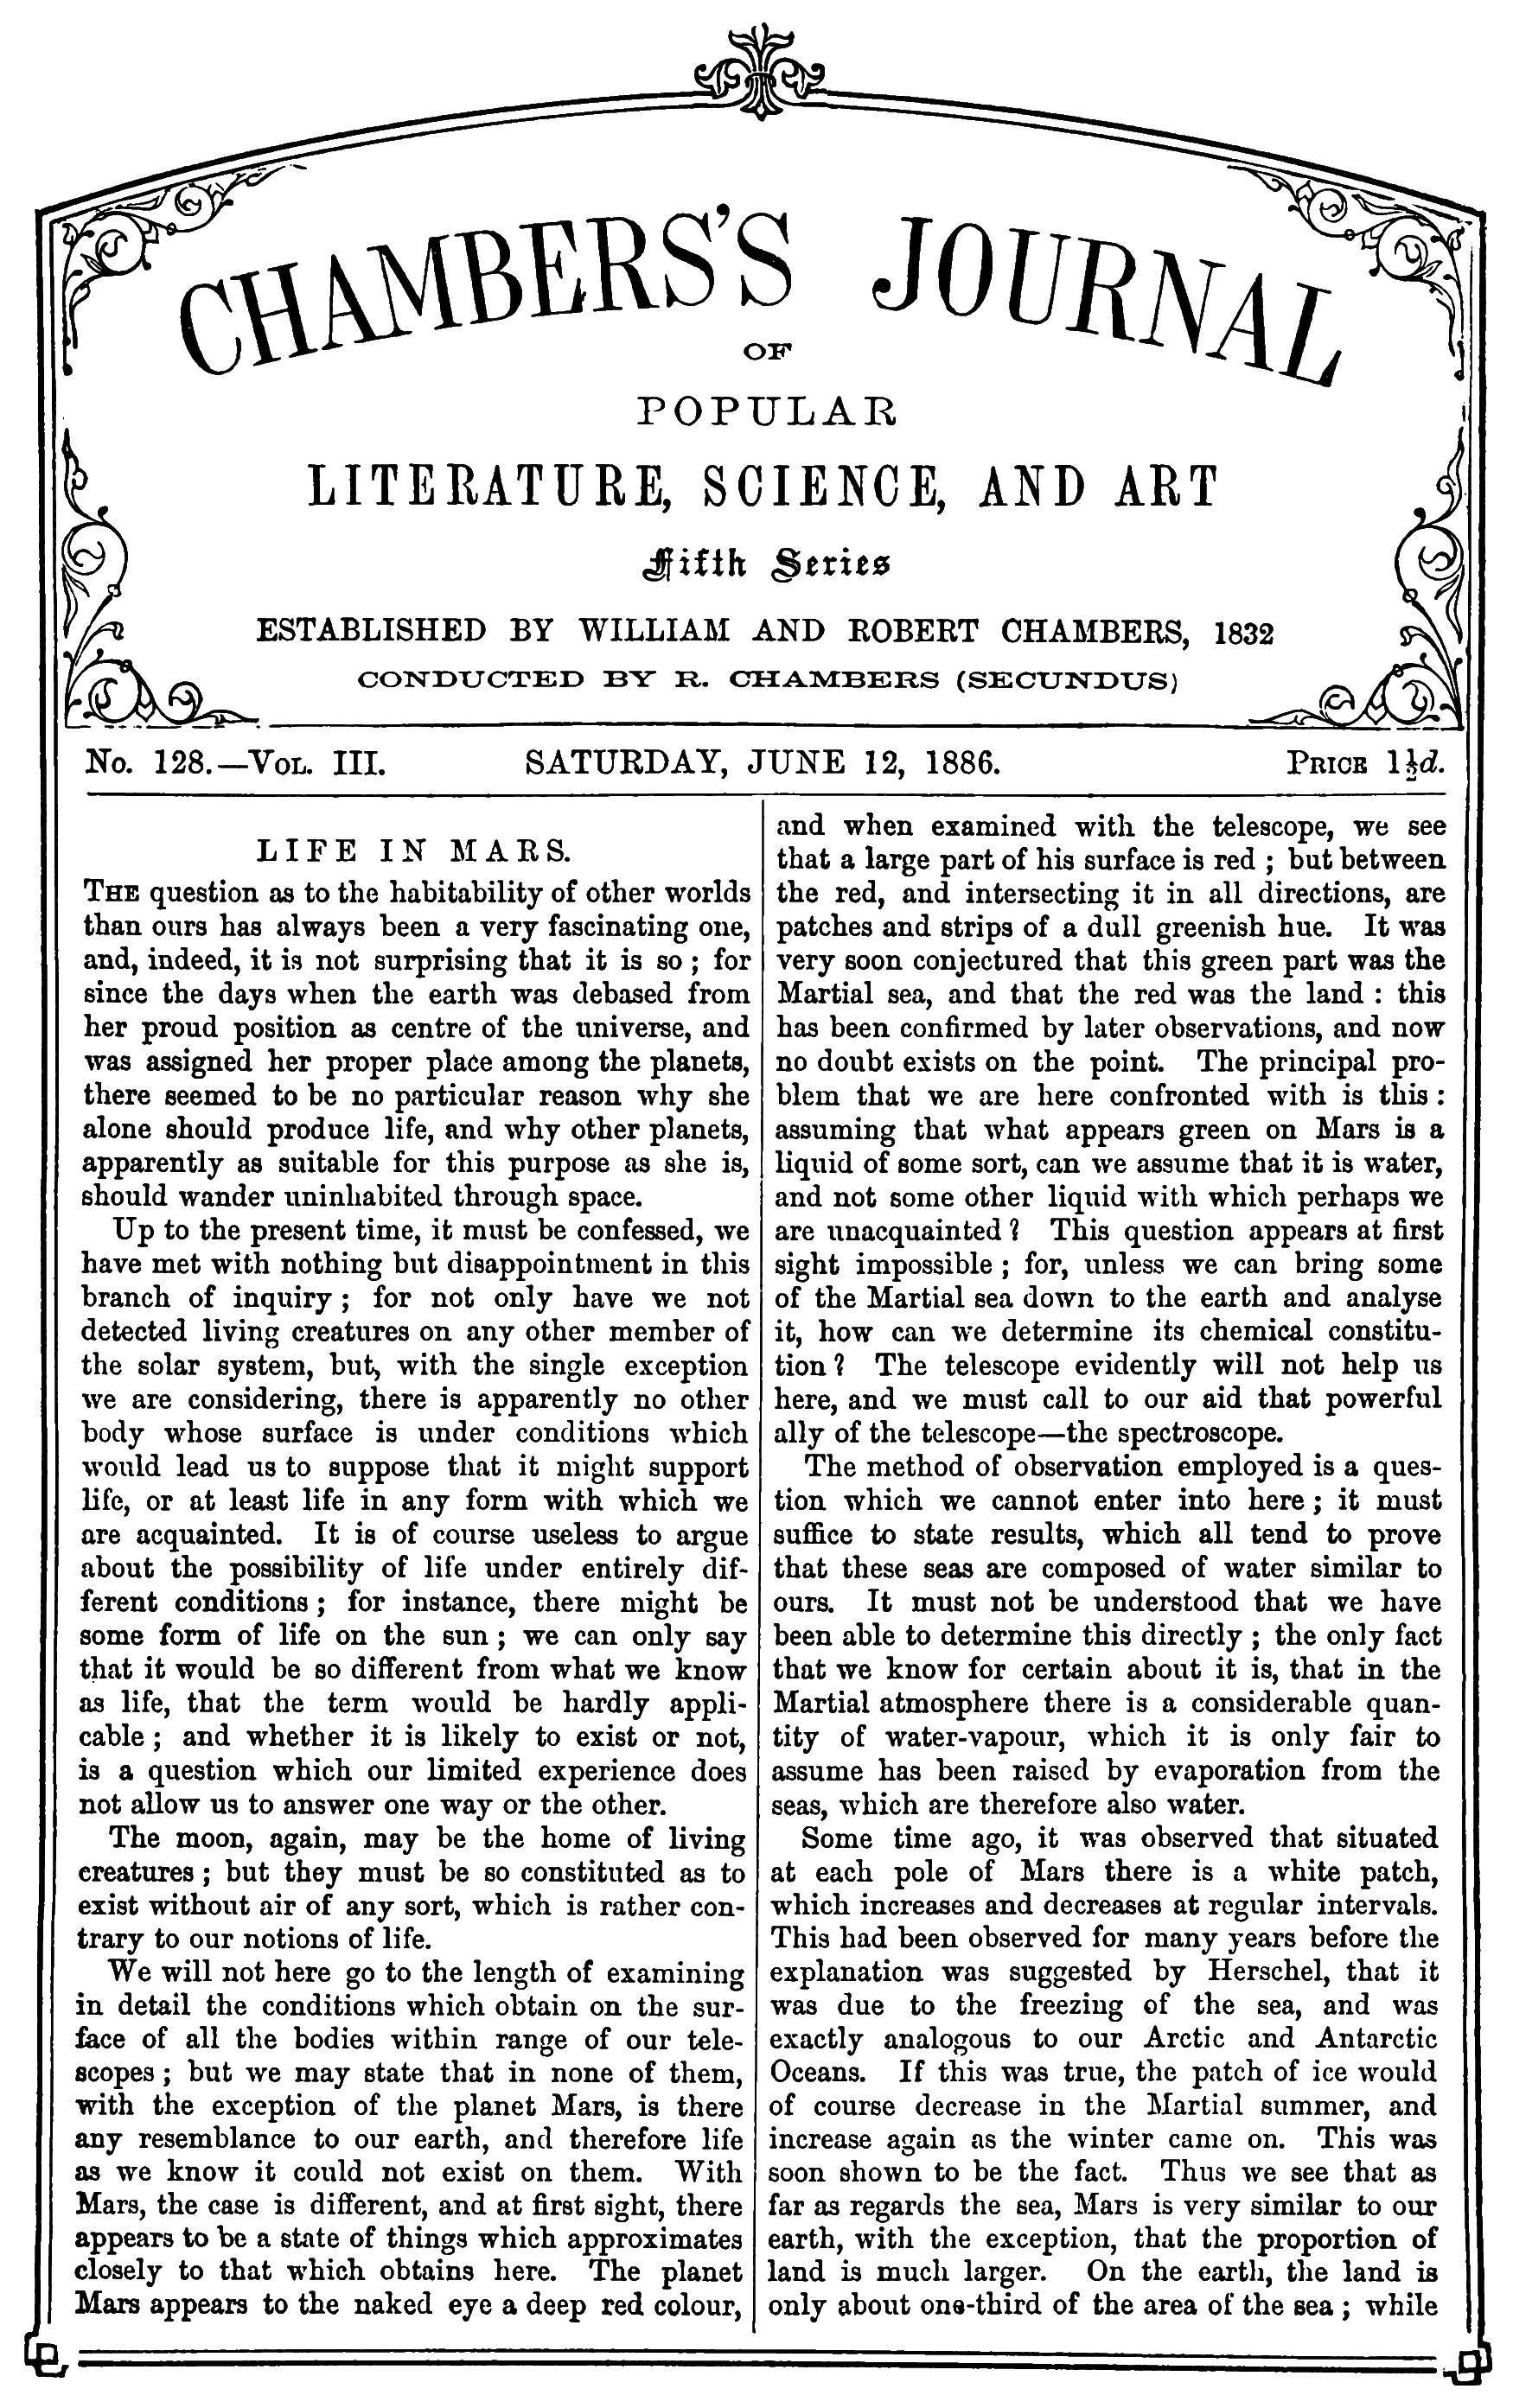 CHAMBERS'S JOURNAL
OF
POPULAR
LITERATURE, SCIENCE, AND ART
Fifth Series
ESTABLISHED BY WILLIAM AND ROBERT CHAMBERS, 1832
CONDUCTED BY R. CHAMBERS (SECUNDUS)
No. 128.—Vol. III. SATURDAY, JUNE 12, 1886. Price 1½d.
LIFE IN MARS.
The question as to the habitability of other worlds
than ours has always been a very fascinating one,
and, indeed, it is not surprising that it is so; for
since the days when the earth was debased from
her proud position as centre of the universe, and
was assigned her proper place among the planets,
there seemed to be no particular reason why she
alone should produce life, and why other planets,
apparently as suitable for this purpose as she is,
should wander uninhabited through space.
Up to the present time, it must be confessed, we
have met with nothing but disappointment in this
branch of inquiry; for not only have we not
detected living creatures on any other member of
the solar system, but, with the single exception
we are considering, there is apparently no other
body whose surface is under conditions which
would lead us to suppose that it might support
life, or at least life in any form with which we
are acquainted. It is of course useless to argue
about the possibility of life under entirely dif-
ferent conditions; for instance, there might be
some form of life on the sun; we can only say
that it would be so different from what we know
as life, that the term would be hardly appli-
cable; and whether it is likely to exist or not,
is a question which our limited experience does
not allow us to answer one way or the other.
The moon, again, may be the home of living
creatures; but they must be so constituted as to
exist without air of any sort, which is rather con-
trary to our notions of life.
We will not here go to the length of examining
in detail the conditions which obtain on the sur-
face of all the bodies within range of our tele-
scopes; but we may state that in none of them,
with the exception of the planet Mars, is there
any resemblance to our earth, and therefore life
as we know it could not exist on them. With
Mars, the case is different, and at first sight, there
appears to be a state of things which approximates
closely to that which obtains here. The planet
Mars appears to the naked eye a deep red colour,
and when examined with the telescope, we see
that a large part of his surface is red; but between
the red, and intersecting it in all directions, are
patches and strips of a dull greenish hue. It was
very soon conjectured that this green part was the
Martial sea, and that the red was the land: this
has been confirmed by later observations, and now
no doubt exists on the point. The principal pro-
blem that we are here confronted with is this:
assuming that what appears green on Mars is a
liquid of some sort, can we assume that it is water,
and not some other liquid with which perhaps we
are unacquainted? This question appears at first
sight impossible; for, unless we can bring some
of the Martial sea down to the earth and analyse
it, how can we determine its chemical constitu-
tion? The telescope evidently will not help us
here, and we must call to our aid that powerful
ally of the telescope—the spectroscope.
The method of observation employed is a ques-
tion which we cannot enter into here; it must
suffice to state results, which all tend to prove
that these seas are composed of water similar to
ours. It must not be understood that we have
been able to determine this directly; the only fact
that we know for certain about it is, that in the
Martial atmosphere there is a considerable quan-
tity of water-vapour, which it is only fair to
assume has been raised by evaporation from the
seas, which are therefore also water.
Some time ago, it was observed that situated
at each pole of Mars there is a white patch,
which increases and decreases at regular intervals.
This had been observed for many years before the
explanation was suggested by Herschel, that it
was due to the freezing of the sea, and was
exactly analogous to our Arctic and Antarctic
Oceans. If this was true, the patch of ice would
of course decrease in the Martial summer, and
increase again as the winter came on. This was
soon shown to be the fact. Thus we see that as
far as regards the sea, Mars is very similar to our
earth, with the exception, that the proportion of
land is much larger. On the earth, the land is
only about one-third of the area of the sea; while